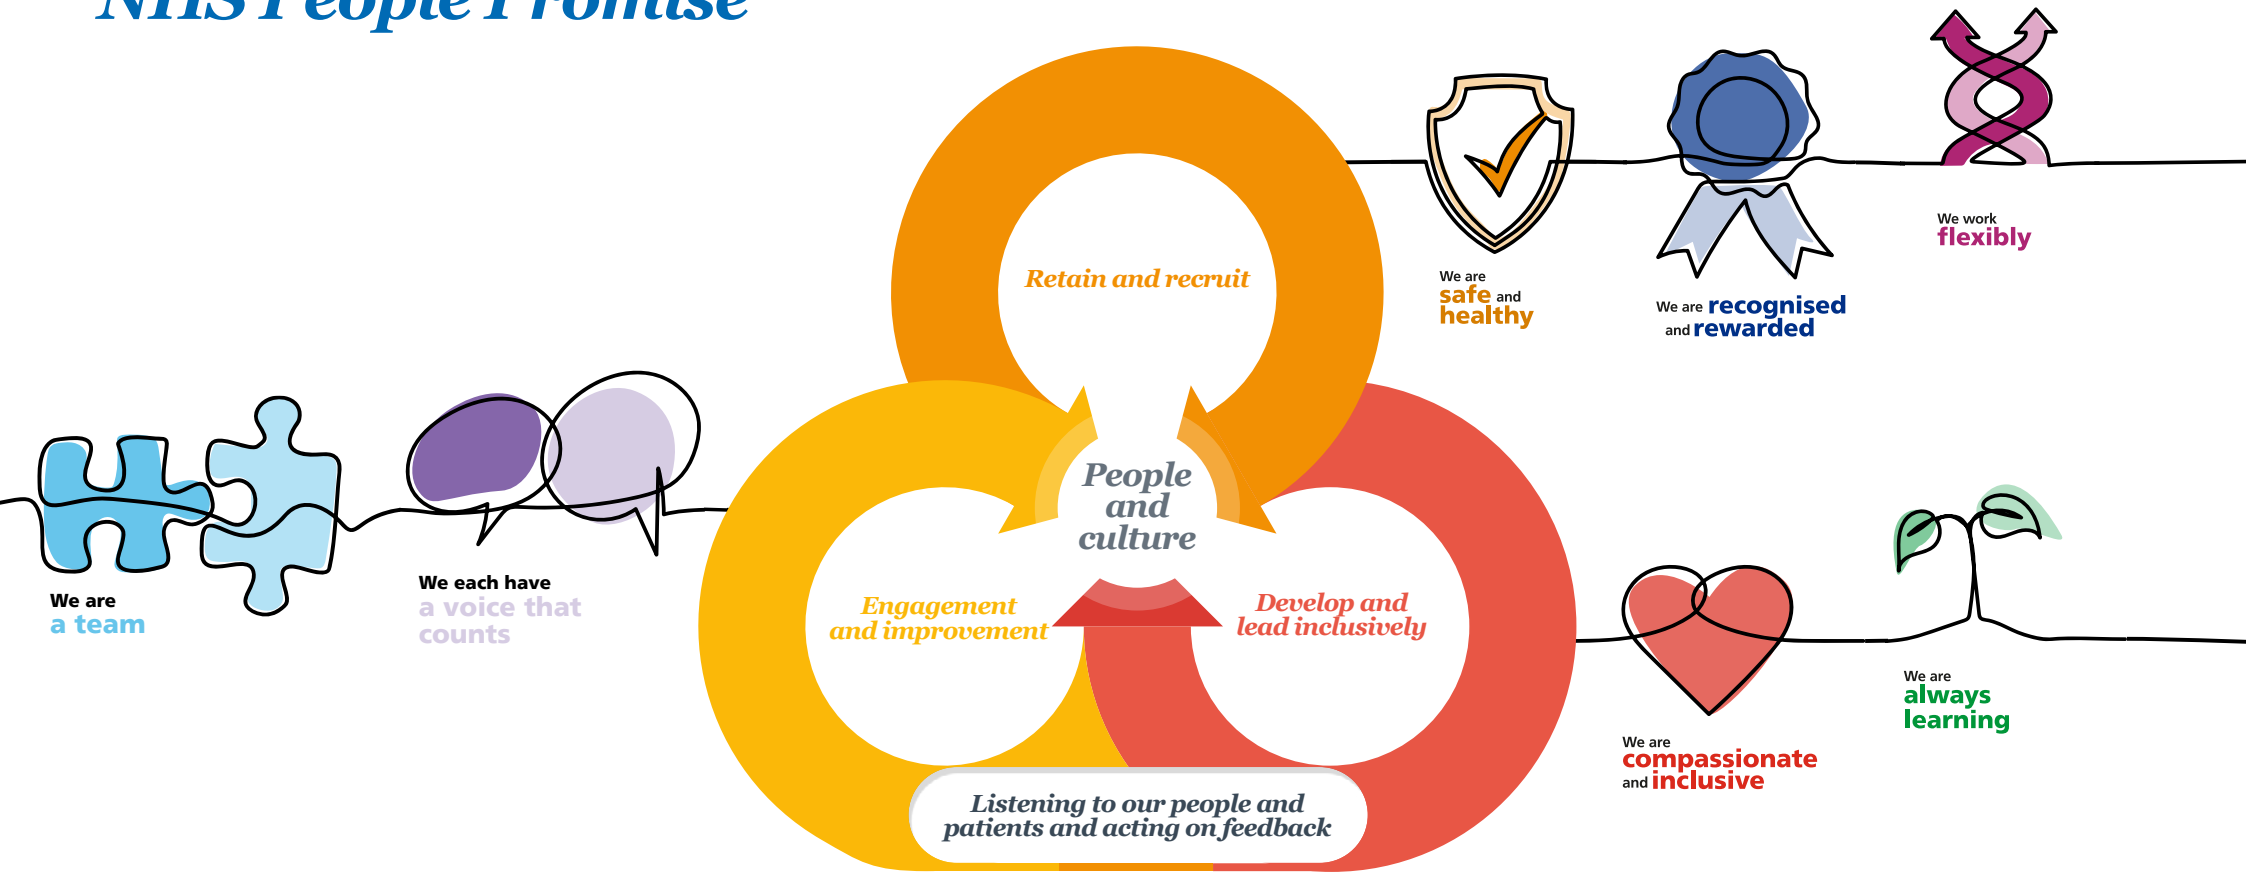 NHS People Promise
Retain and recruit
We are
safe and
healthy
We are recognised
and rewarded
We work
flexibly
People
and
culture
We are
a team
We each have
a voice that
counts
Engagement
and improvement
Develop and
lead inclusively
We are
compassionate
and inclusive
We are
always
learning
Listening to our people and
patients and acting on feedback